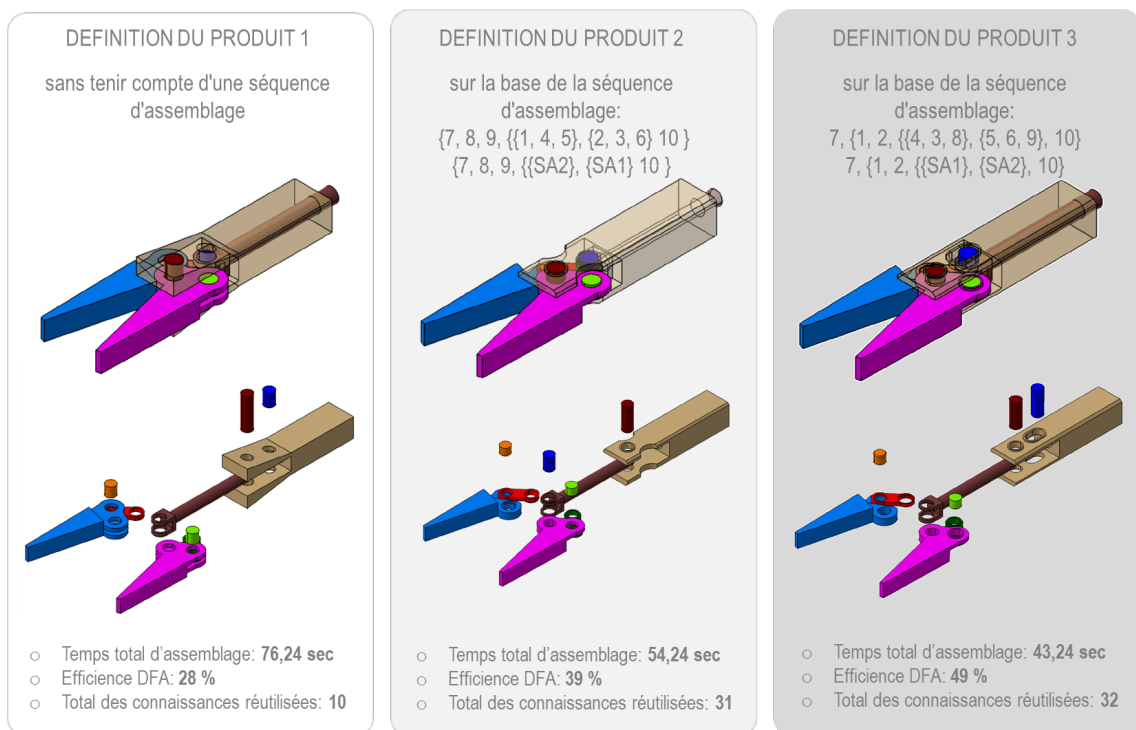 DEFINITION DU PRODUIT 1
sans tenir compte d'une séquence
d'assemblage
○ Temps total d'assemblage: 76,24 sec
○ Efficience DFA: 28 %
○ Total des connaissances réutilisées: 10
DEFINITION DU PRODUIT 2
sur la base de la séquence
d'assemblage:
{7, 8, 9, {{1, 4, 5}, {2, 3, 6} 10 }
{7, 8, 9, {{SA2}, {SA1} 10 }
○ Temps total d'assemblage: 54,24 sec
○ Efficience DFA: 39 %
○ Total des connaissances réutilisées: 31
DEFINITION DU PRODUIT 3
sur la base de la séquence
d'assemblage:
7, {1, 2, {{4, 3, 8}, {5, 6, 9}, 10}
7, {1, 2, {{SA1}, {SA2}, 10}
○ Temps total d'assemblage: 43,24 sec
○ Efficience DFA: 49 %
○ Total des connaissances réutilisées: 32